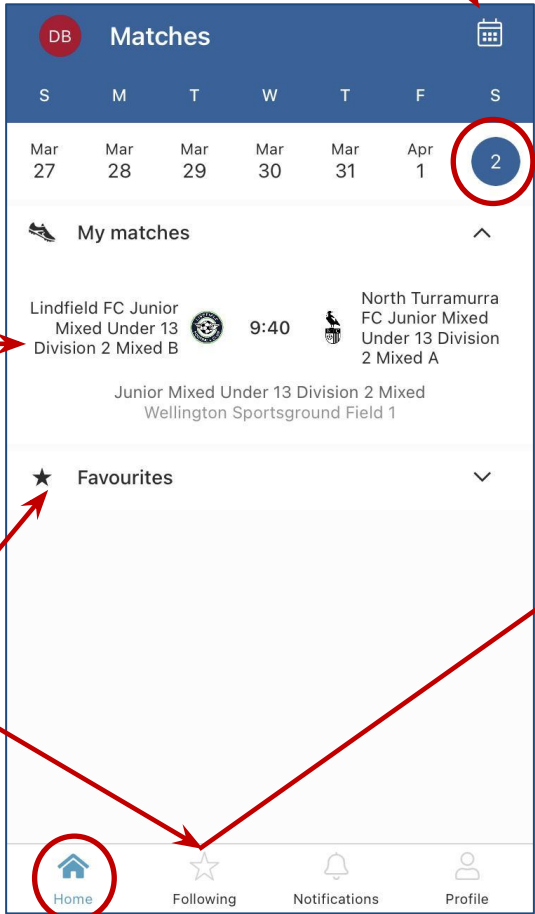 DB Matches
S M T W T F S
Mar Mar Mar Mar Mar Apr
27 28 29 30 31 1 2
My matches
Lindfield FC Junior
Mixed Under 13
Division 2 Mixed B
9:40
North Turramurra
FC Junior Mixed
Under 13 Division
2 Mixed A
Junior Mixed Under 13 Division 2 Mixed
Wellington Sportsground Field 1
Favourites
Home Following Notifications Profile